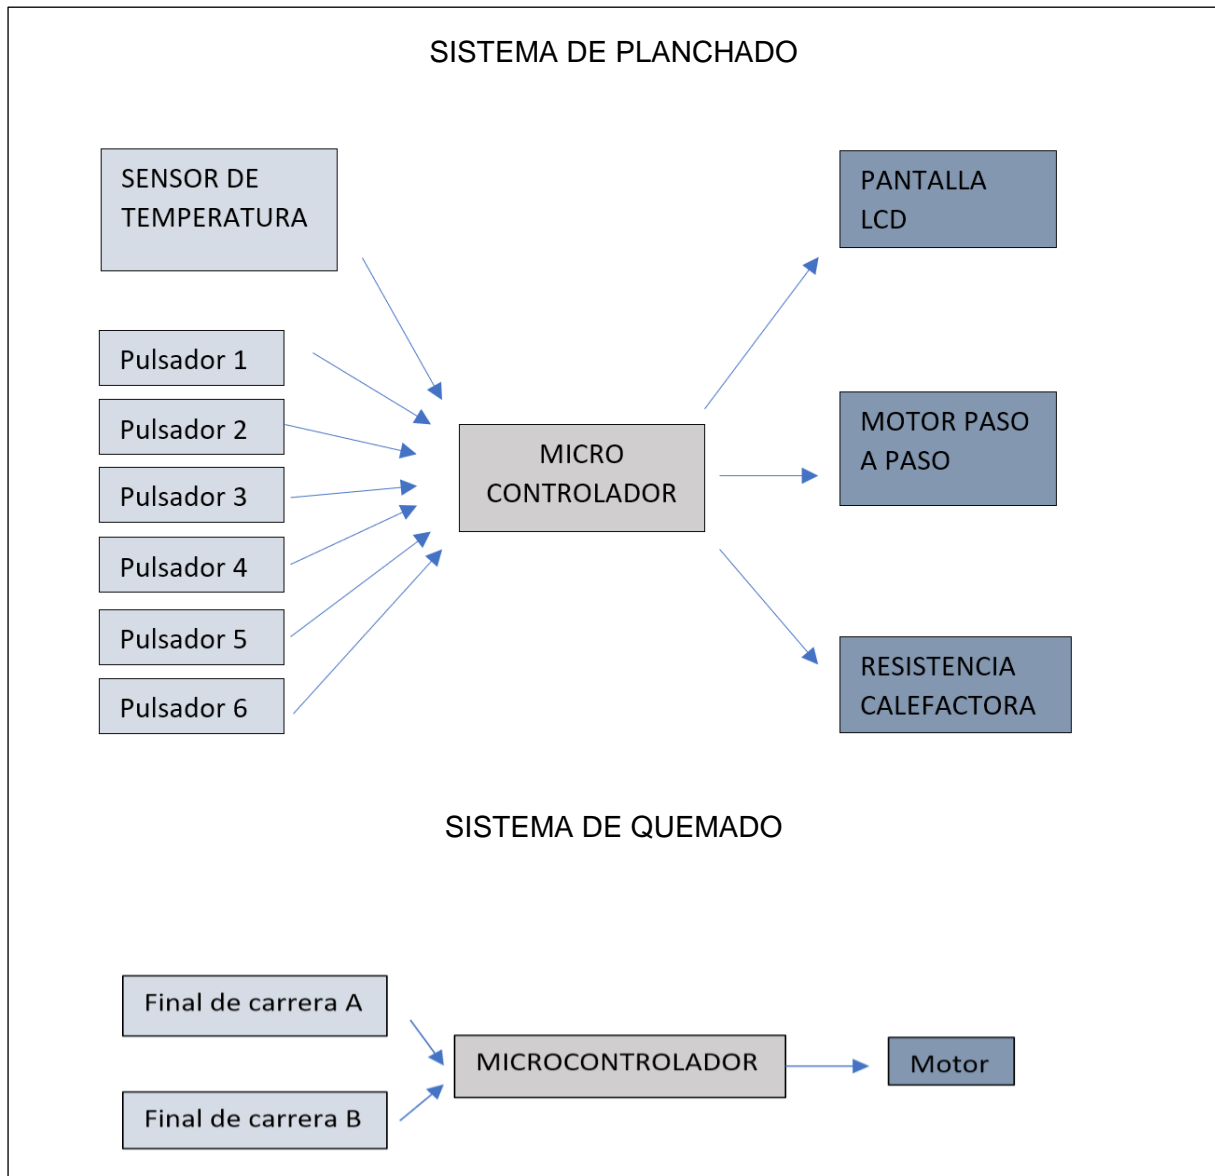 SISTEMA DE PLANCHADO
SENSOR DE
TEMPERATURA
Pulsador 1
Pulsador 2
Pulsador 3
Pulsador 4
Pulsador 5
Pulsador 6
MICRO
CONTROLADOR
PANTALLA
LCD
MOTOR PASO
A PASO
RESISTENCIA
CALEFACTORA
SISTEMA DE QUEMADO
Final de carrera A
Final de carrera B
MICROCONTROLADOR
Motor